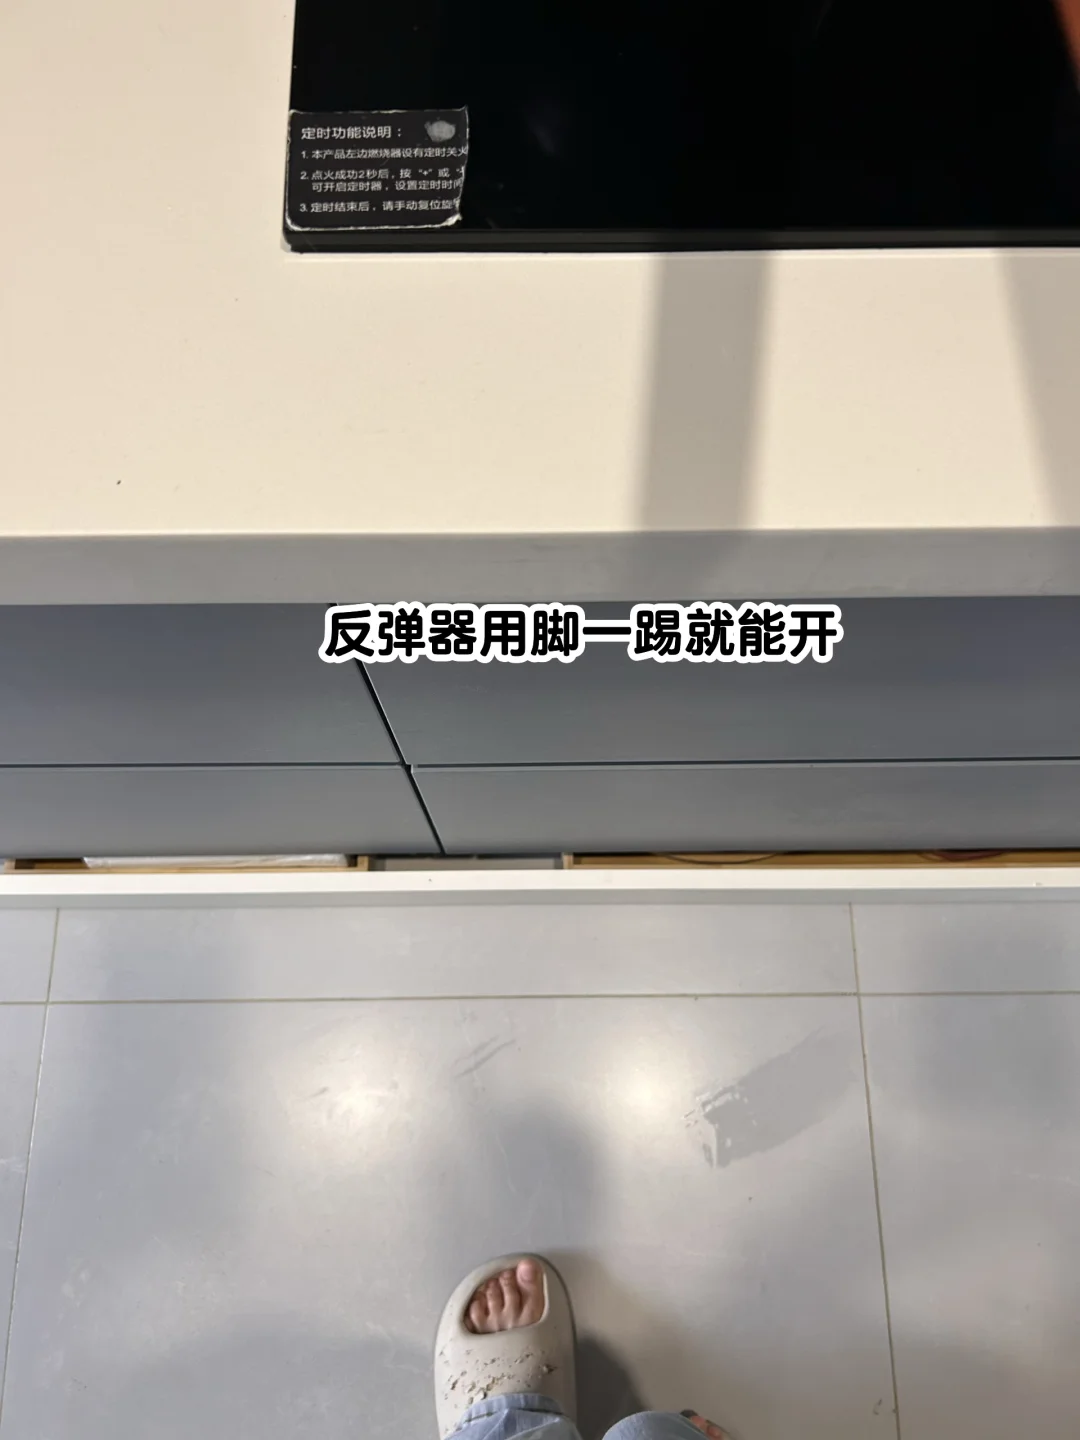 定时功能说明：
1. 本产品左边燃烧器设有定时关火
2. 点火成功2秒后，按 "+" 或 "-
可开启定时器，设置定时时间
3. 定时结束后，请手动复位旋
反弹器用脚一踢就能开